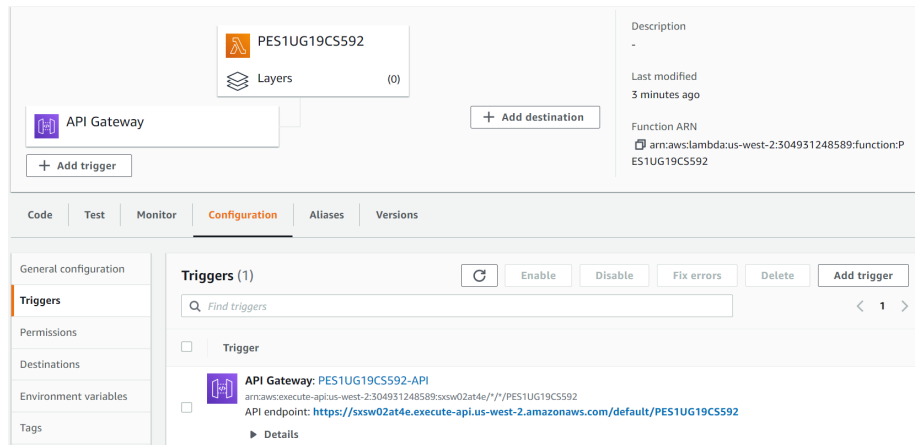 PES1UG19CS592
Layers (0)
API Gateway
+ Add trigger
+ Add destination
Description
-
Last modified
3 minutes ago
Function ARN
arn:aws:lambda:us-west-2:304931248589:function:P
ES1UG19CS592
Code Test Monitor Configuration Aliases Versions
General configuration
Triggers
Permissions
Destinations
Environment variables
Tags
Triggers (1)
Enable Disable Fix errors Delete Add trigger
Find triggers
1
Trigger
API Gateway: PES1UG19CS592-API
arn:aws:execute-api:us-west-2:304931248589:sxsw02at4e/*/*/PES1UG19CS592
API endpoint: https://sxsw02at4e.execute-api.us-west-2.amazonaws.com/default/PES1UG19CS592
Details